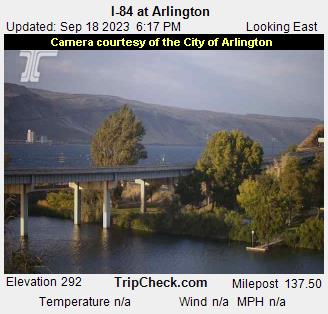 I-84 at Arlington
Updated: Sep 18 2023 6:17 PM Looking East
Camera courtesy of the City of Arlington
Elevation 292 TripCheck.com Milepost 137.50
Temperature n/a Wind n/a MPH n/a